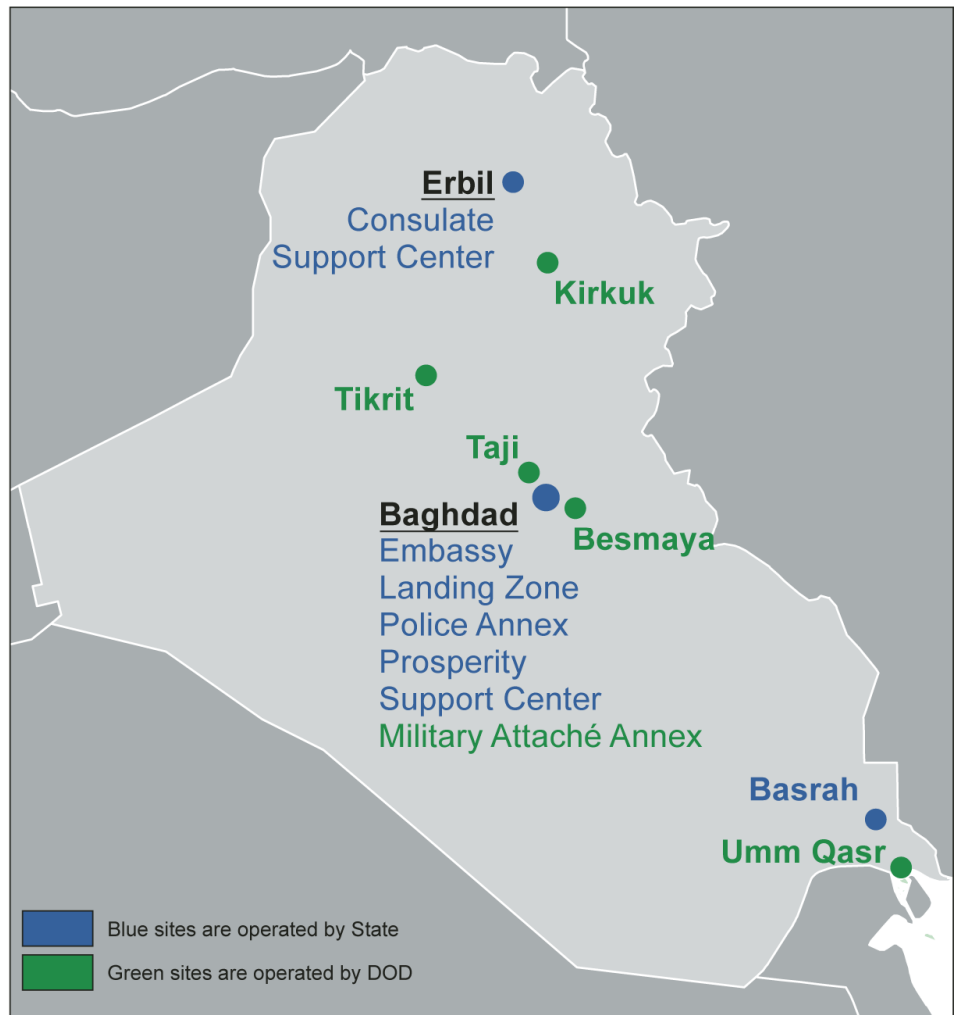 Erbil
Consulate
Support Center
Kirkuk
Tikrit
Taji
Baghdad
Besmaya
Embassy
Landing Zone
Police Annex
Prosperity
Support Center
Military Attaché Annex
Basrah
Umm Qasr
Blue sites are operated by State
Green sites are operated by DOD